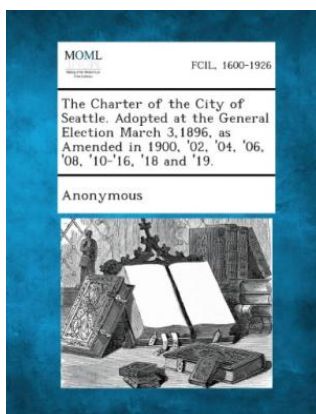 MOML
FCIL, 1600-1926
The Charter of the City of
Seattle. Adopted at the General
Election March 3,1896, as
Amended in 1900, '02, '04, '06,
'08, '10-'16, '18 and '19.
Anonymous